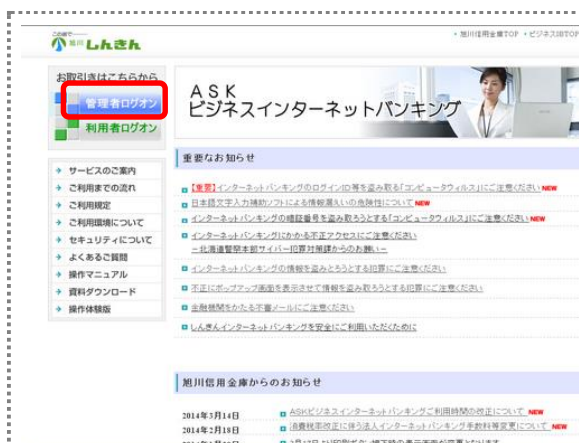 旭川しんきん
・旭川信用金庫TOP ・ビジネスIBTOP
お取引きはこちらから
管理者ログオン
利用者ログオン
ASK
ビジネスインターネットバンキング
サービスのご案内
ご利用までの流れ
ご利用規定
ご利用環境について
セキュリティについて
よくあるご質問
操作マニュアル
資料ダウンロード
操作体験版
重要なお知らせ
【重要】インターネットバンキングのログインID等を盗み取る「コンピュータウィルス」にご注意ください NEW
日本語文字入力補助ソフトによる情報漏えいの危険性について NEW
インターネットバンキングの暗証番号を盗み取ろうとする「コンピュータウィルス」にご注意ください NEW
インターネットバンキングにかかる不正アクセスにご注意ください
－北海道警察本部サイバー犯罪対策課からのお願い－
インターネットバンキングの情報を盗みとろうとする犯罪にご注意ください
不正にポップアップ画面を表示させて情報を盗み取ろうとする犯罪にご注意ください
金融機関をかたる不審メールにご注意ください
しんきんインターネットバンキングを安全にご利用いただくために
旭川信用金庫からのお知らせ
2014年3月14日 ASKビジネスインターネットバンキングご利用時間の改正について NEW
2014年2月18日 消費税率改正に伴う法人インターネットバンキング手数料等変更について NEW